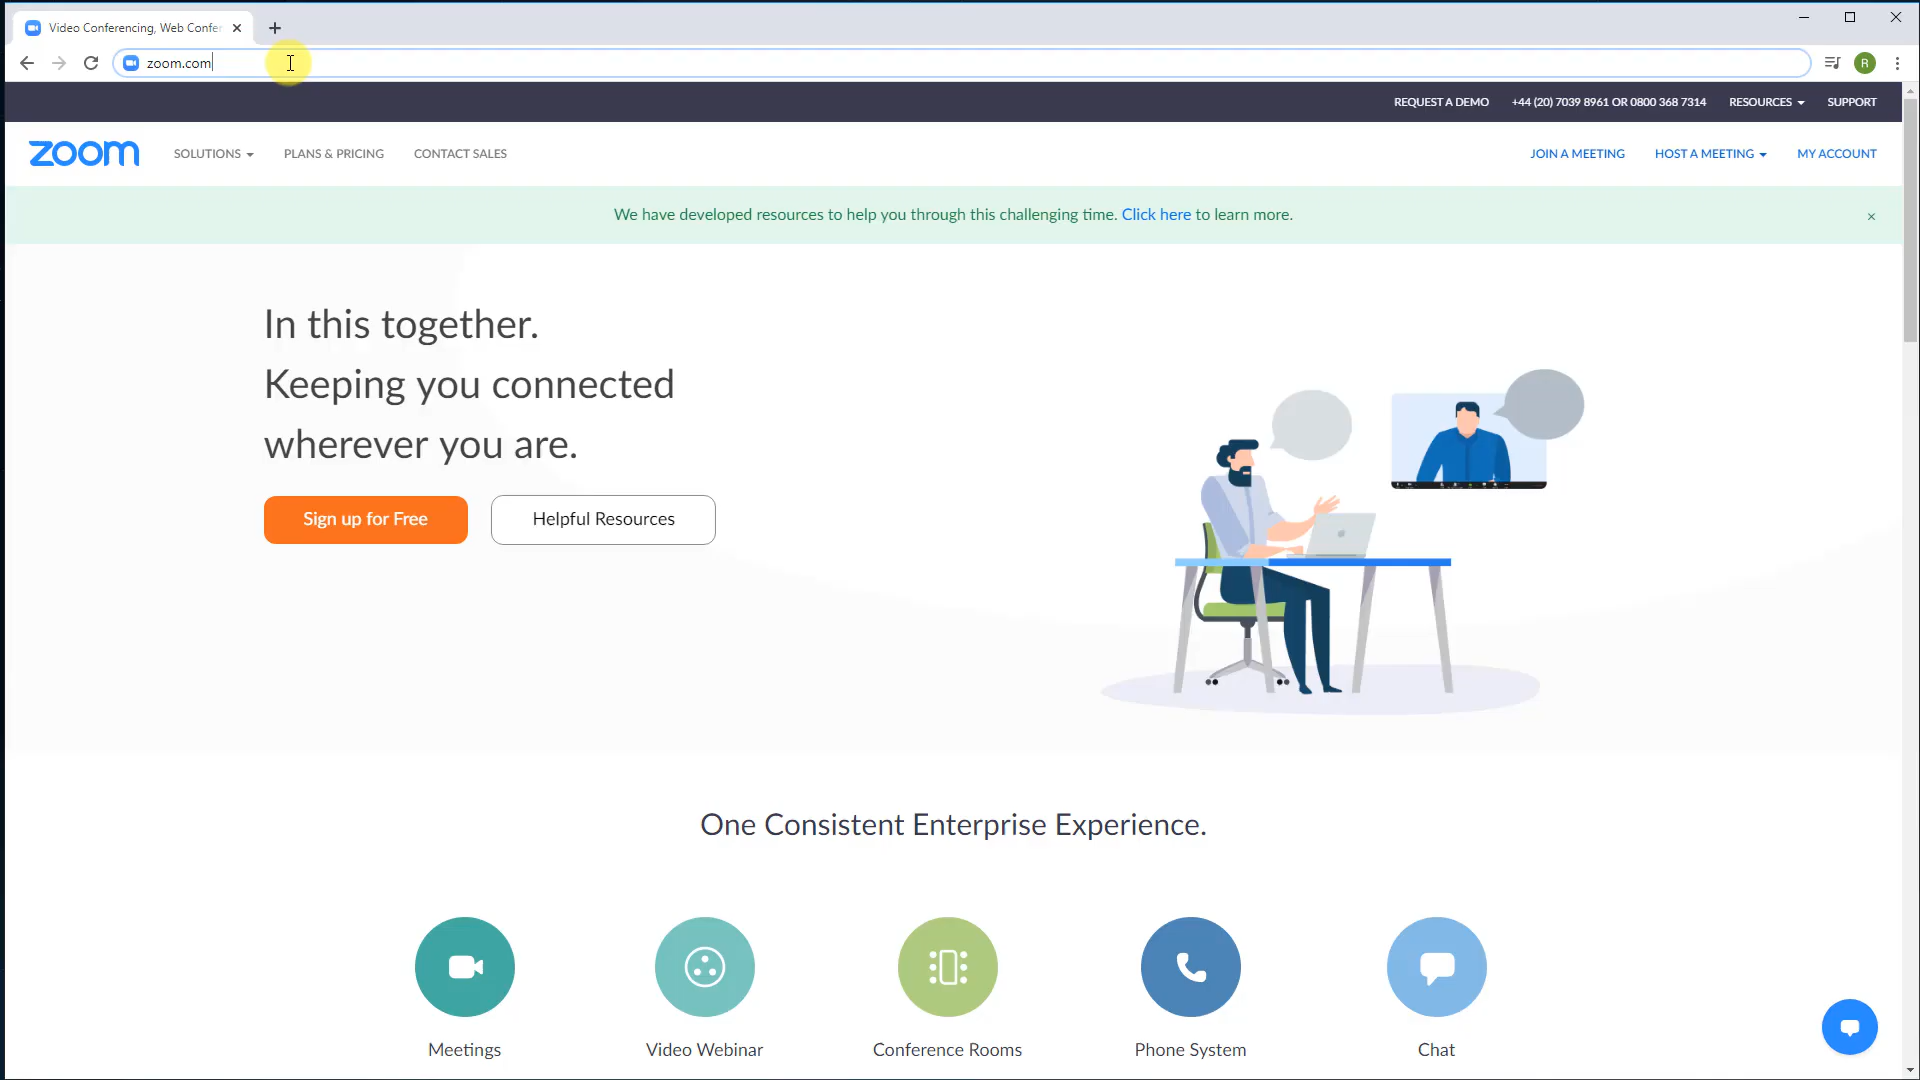 Video Conferencing, Web Confer
zoom.com
R
REQUEST A DEMO +44 (20) 7039 8961 OR 0800 368 7314 RESOURCES SUPPORT
zoom SOLUTIONS PLANS & PRICING CONTACT SALES JOIN A MEETING HOST A MEETING MY ACCOUNT
We have developed resources to help you through this challenging time. Click here to learn more.
In this together.
Keeping you connected
wherever you are.
Sign up for Free Helpful Resources
One Consistent Enterprise Experience.
Meetings Video Webinar Conference Rooms Phone System Chat